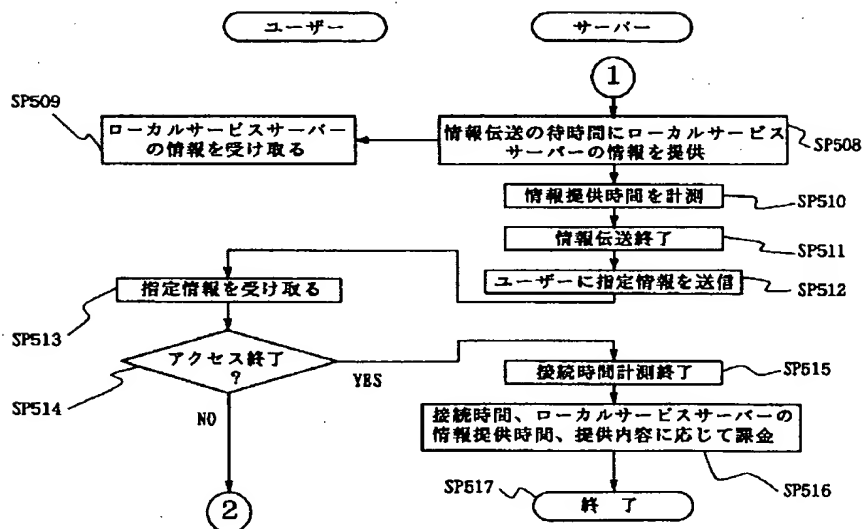 ユーザー
サーバー
1
SP509
ローカルサービスサーバー
の情報を受け取る
情報伝送の待時間にローカルサービス
サーバーの情報を提供
SP508
情報提供時間を計測
SP510
情報伝送終了
SP511
ユーザーに指定情報を送信
SP512
指定情報を受け取る
SP513
アクセス終了
?
YES
SP514
NO
接続時間計測終了
SP515
接続時間、ローカルサービスサーバーの
情報提供時間、提供内容に応じて課金
SP516
SP517
終 了
2